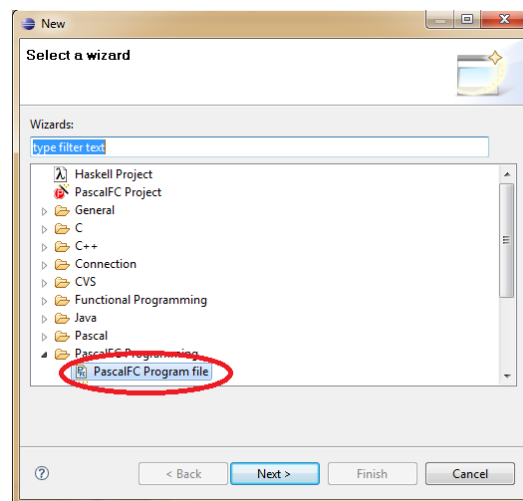 New
Select a wizard
Wizards:
type filter text
Haskell Project
PascalFC Project
General
C
C++
Connection
CVS
Functional Programming
Java
Pascal
PascalFC Programming
PascalFC Program file
< Back
Next >
Finish
Cancel